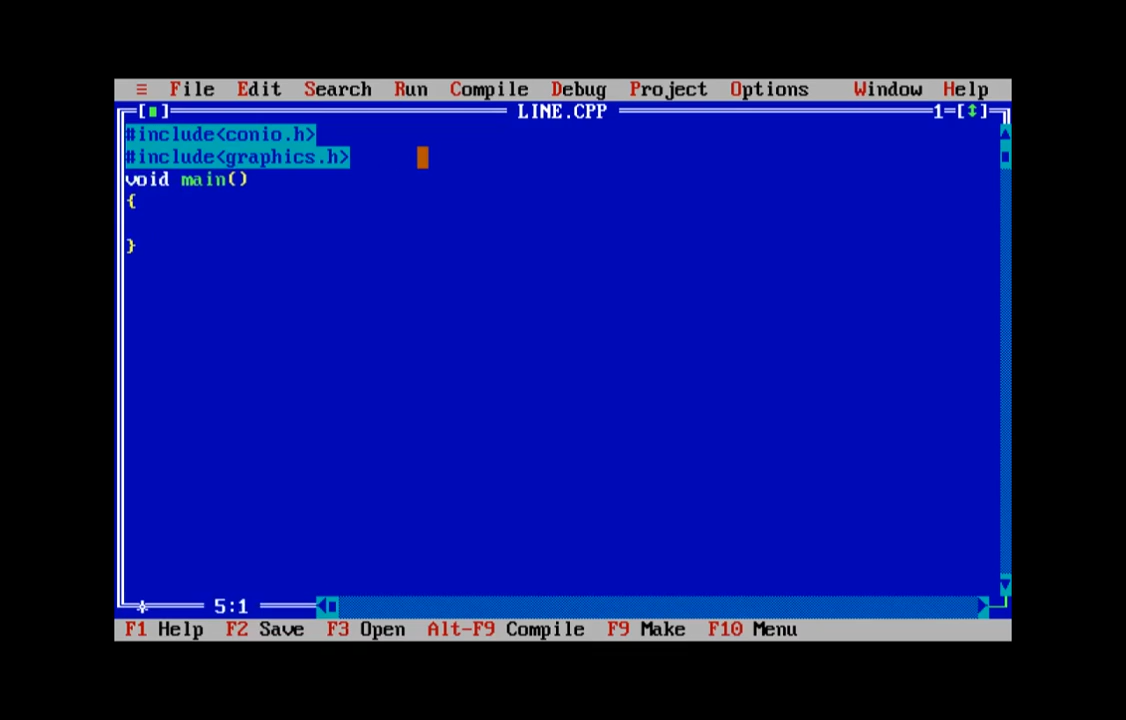 ≡ File Edit Search Run Compile Debug Project Options Window Help
[■] LINE.CPP 1=[↕]
#include<conio.h>
#include<graphics.h>
void main()
{
}
* 5:1
F1 Help F2 Save F3 Open Alt-F9 Compile F9 Make F10 Menu